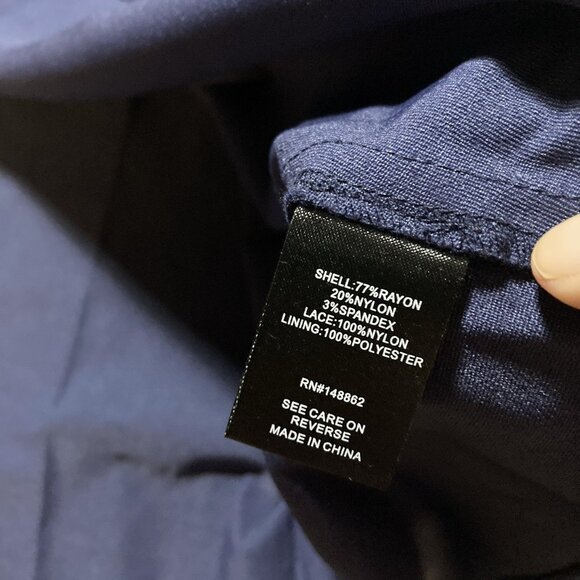 SHELL:77%RAYON
20%NYLON
3%SPANDEX
LACE:100%NYLON
LINING:100%POLYESTER
RN#148862
SEE CARE ON
REVERSE
MADE IN CHINA